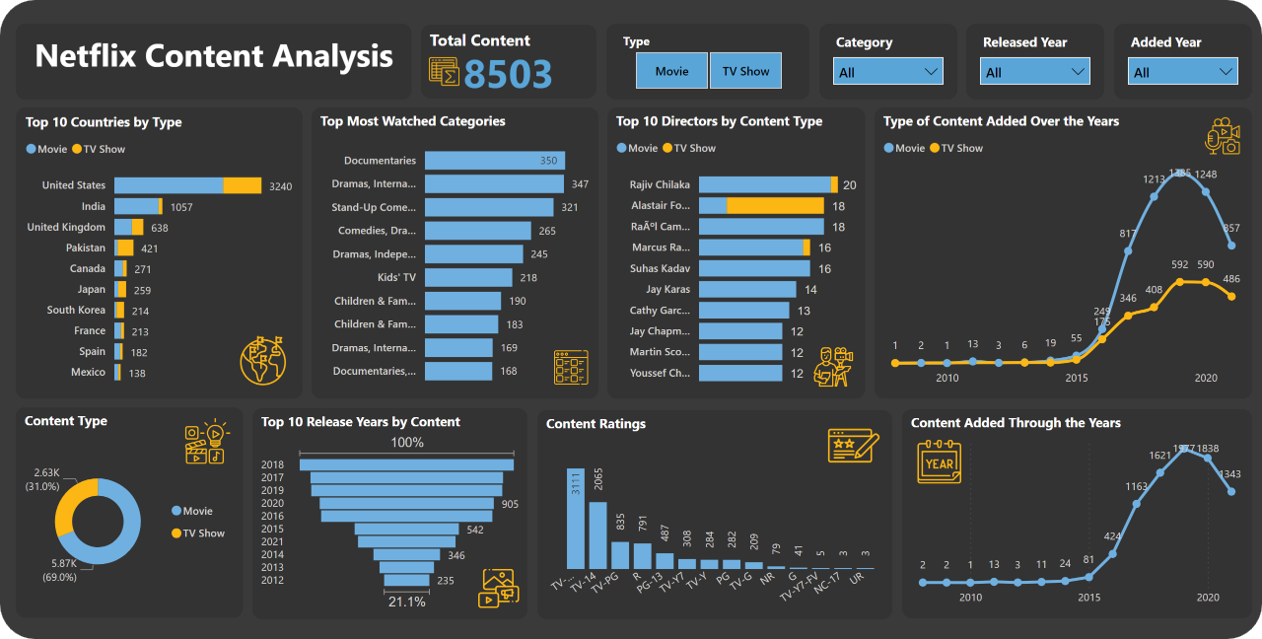 Netflix Content Analysis
Total Content
8503
Type
Movie
TV Show
Category
All
Released Year
All
Added Year
All
Top 10 Countries by Type
Movie TV Show
United States 3240
India 1057
United Kingdom 638
Pakistan 421
Canada 271
Japan 259
South Korea 214
France 213
Spain 182
Mexico 138
Top Most Watched Categories
Documentaries 350
Dramas, Interna... 347
Stand-Up Come... 321
Comedies, Dra... 265
Dramas, Indepe... 245
Kids' TV 218
Children & Fam... 190
Children & Fam... 183
Dramas, Interna... 169
Documentaries,... 168
Top 10 Directors by Content Type
Movie TV Show
Rajiv Chilaka 20
Alastair Fo... 18
RaÃºl Cam... 18
Marcus Ra... 16
Suhas Kadav 16
Jay Karas 14
Cathy Garc... 13
Jay Chapm... 12
Martin Sco... 12
Youssef Ch... 12
Type of Content Added Over the Years
Movie TV Show
1213 1385 1248
817 857
592 590
486
346 408
249
175
1 2 1 13 3 6 19 55
2010 2015 2020
Content Type
2.63K
(31.0%)
5.87K
(69.0%)
Movie
TV Show
Top 10 Release Years by Content
100%
2018
2017
2019
2020 905
2016
2015 542
2021
2014 346
2013
2012 235
21.1%
Content Ratings
3111 2065 835 791 487 308 284 282 209 79 41 5 3 3
TV-... TV-14 TV-PG R PG-13 TV-Y7 TV-Y PG TV-G NR G TV-Y7-FV NC-17 UR
Content Added Through the Years
YEAR
1621 1977 1838
1163 1343
424
2 2 1 13 3 11 24 81
2010 2015 2020